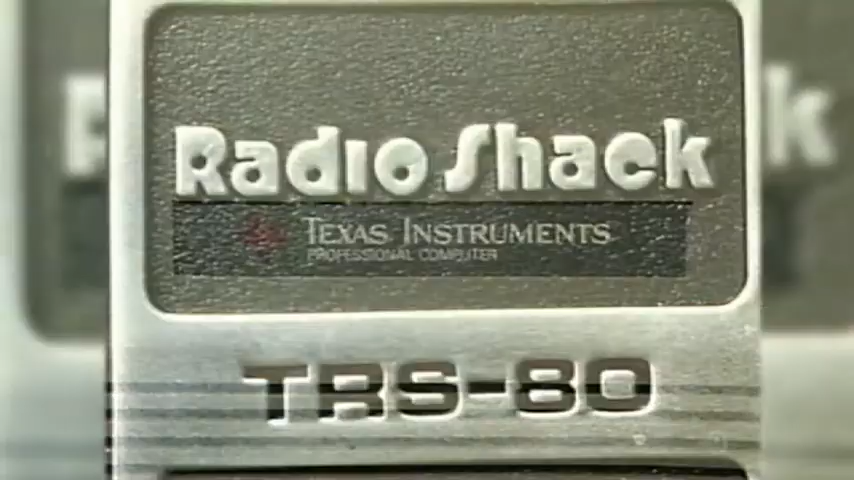 Radio Shack
TEXAS INSTRUMENTS
PROFESSIONAL COMPUTER
TRS-80